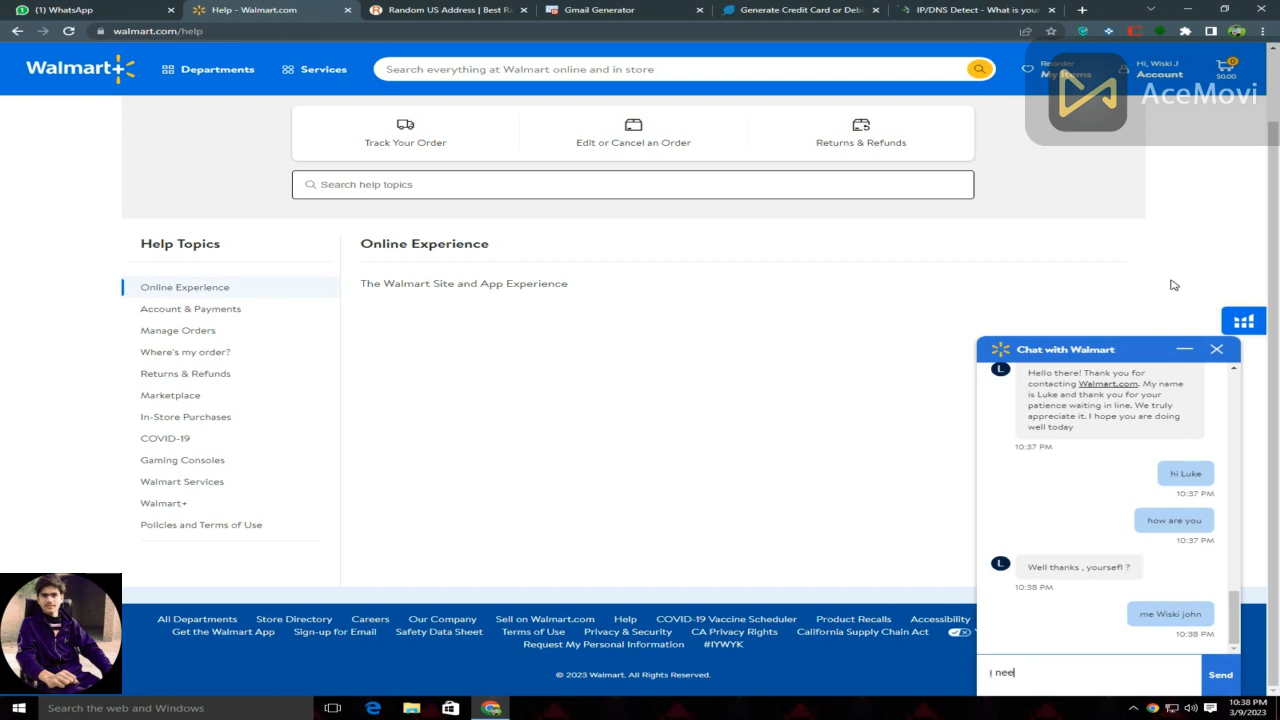 (1) WhatsApp
Help - Walmart.com
Random US Address | Best Ra
Gmail Generator
Generate Credit Card or Debi
IP/DNS Detect - What is your
walmart.com/help
Walmart+
Departments
Services
Search everything at Walmart online and in store
Reorder
My Items
Hi, Wiski J
Account
0
$0.00
AceMovi
Track Your Order
Edit or Cancel an Order
Returns & Refunds
Search help topics
Help Topics
Online Experience
Account & Payments
Manage Orders
Where's my order?
Returns & Refunds
Marketplace
In-Store Purchases
COVID-19
Gaming Consoles
Walmart Services
Walmart+
Policies and Terms of Use
Online Experience
The Walmart Site and App Experience
Chat with Walmart
L
Hello there! Thank you for
contacting Walmart.com. My name
is Luke and thank you for your
patience waiting in line. We truly
appreciate it. I hope you are doing
well today
10:37 PM
hi Luke
10:37 PM
how are you
10:37 PM
L
Well thanks , yoursefl ?
10:38 PM
me Wiski john
10:38 PM
i nee
Send
All Departments Store Directory Careers Our Company Sell on Walmart.com Help COVID-19 Vaccine Scheduler Product Recalls Accessibility
Get the Walmart App Sign-up for Email Safety Data Sheet Terms of Use Privacy & Security CA Privacy Rights California Supply Chain Act
Request My Personal Information #IYWYK
© 2023 Walmart. All Rights Reserved.
Search the web and Windows
10:38 PM
3/9/2023